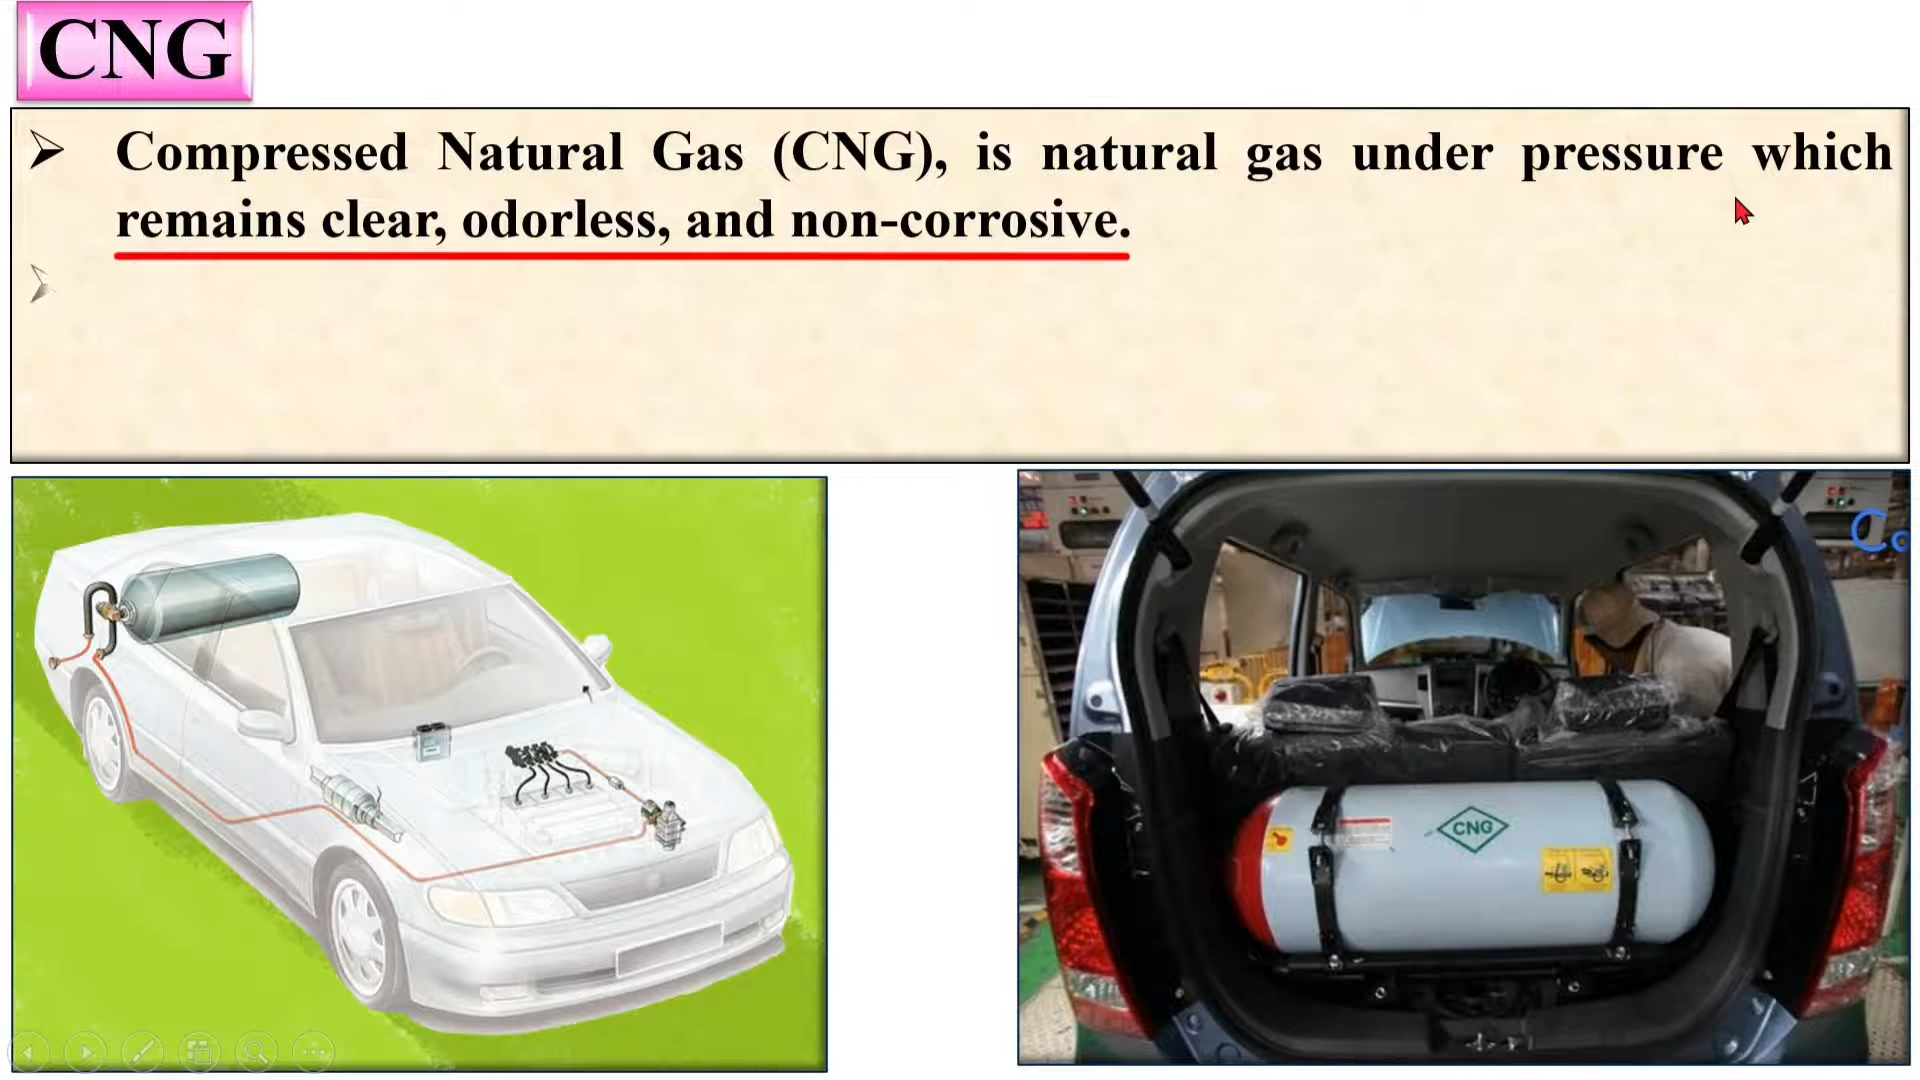 CNG
Compressed Natural Gas (CNG), is natural gas under pressure which
remains clear, odorless, and non-corrosive.
CNG